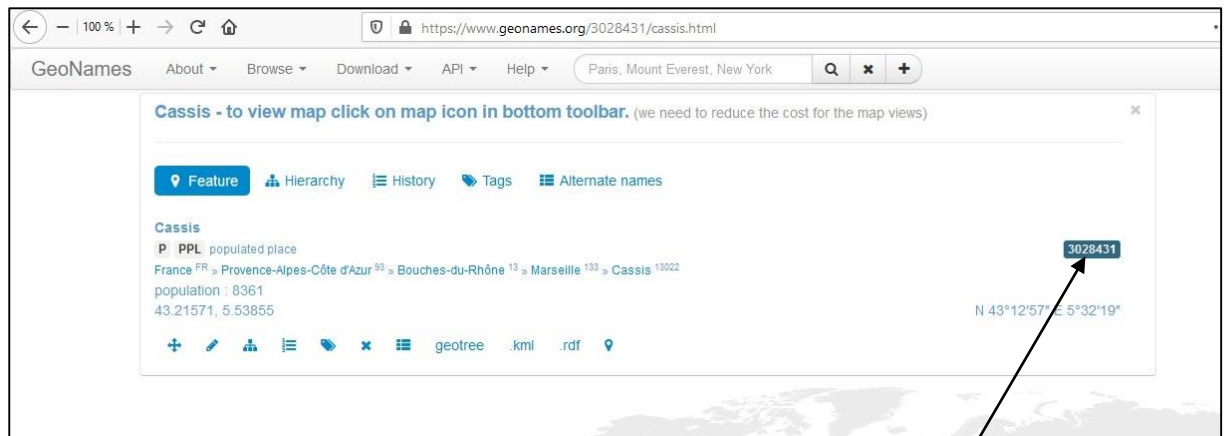 100 % https://www.geonames.org/3028431/cassis.html
GeoNames About Browse Download API Help Paris, Mount Everest, New York
Cassis - to view map click on map icon in bottom toolbar. (we need to reduce the cost for the map views)
Feature Hierarchy History Tags Alternate names
Cassis
P PPL populated place 3028431
France FR » Provence-Alpes-Côte d'Azur 93 » Bouches-du-Rhône 13 » Marseille 133 » Cassis 13022
population : 8361
43.21571, 5.53855 N 43°12'57" E 5°32'19"
geotree .kml .rdf